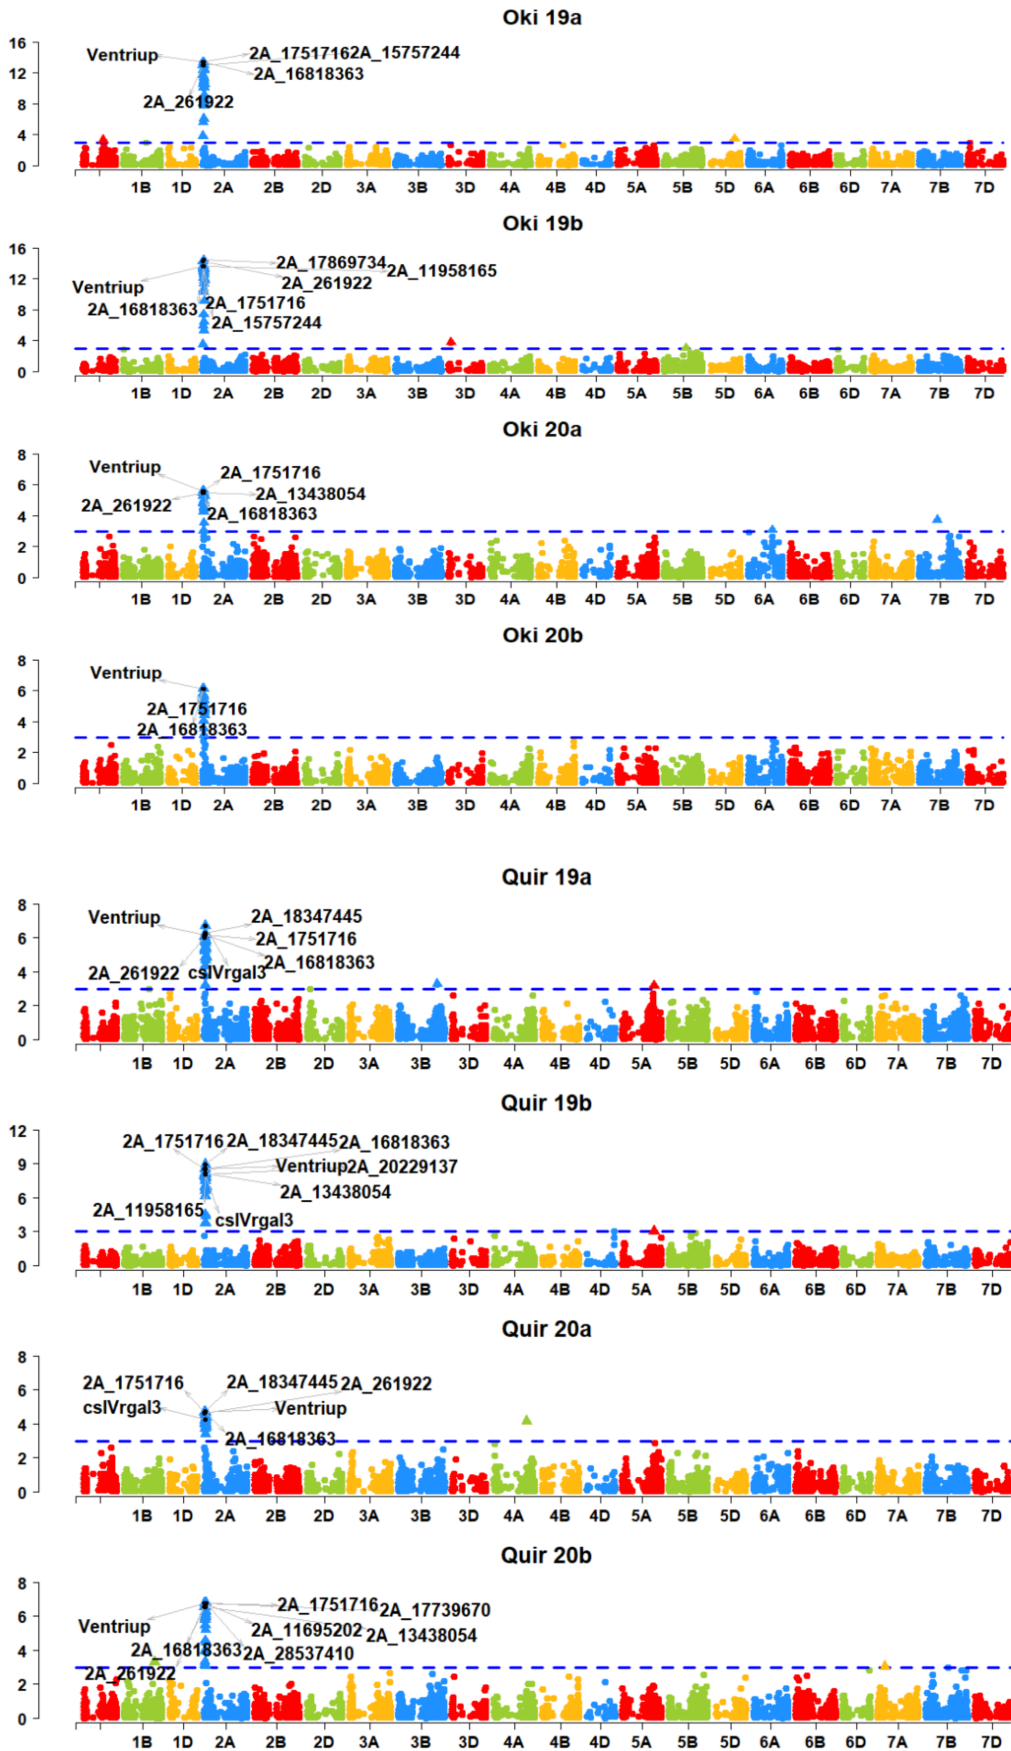 Oki 19a
16
Ventriup
2A_1751716 2A_15757244
12
2A_16818363
2A_261922
8
4
0
1B 1D 2A 2B 2D 3A 3B 3D 4A 4B 4D 5A 5B 5D 6A 6B 6D 7A 7B 7D
Oki 19b
16
2A_17869734
2A_11958165
12
2A_261922
Ventriup
2A_1751716
2A_16818363
8
2A_15757244
4
0
1B 1D 2A 2B 2D 3A 3B 3D 4A 4B 4D 5A 5B 5D 6A 6B 6D 7A 7B 7D
Oki 20a
8
Ventriup
2A_1751716
6
2A_13438054
2A_261922
2A_16818363
4
2
0
1B 1D 2A 2B 2D 3A 3B 3D 4A 4B 4D 5A 5B 5D 6A 6B 6D 7A 7B 7D
Oki 20b
8
Ventriup
6
2A_1751716
4
2A_16818363
2
0
1B 1D 2A 2B 2D 3A 3B 3D 4A 4B 4D 5A 5B 5D 6A 6B 6D 7A 7B 7D
Quir 19a
8
Ventriup
2A_18347445
2A_1751716
6
2A_16818363
2A_261922 cslVrgal3
4
2
0
1B 1D 2A 2B 2D 3A 3B 3D 4A 4B 4D 5A 5B 5D 6A 6B 6D 7A 7B 7D
Quir 19b
12
2A_1751716 2A_18347445 2A_16818363
9
Ventriup 2A_20229137
2A_13438054
6
2A_11958165
cslVrgal3
3
0
1B 1D 2A 2B 2D 3A 3B 3D 4A 4B 4D 5A 5B 5D 6A 6B 6D 7A 7B 7D
Quir 20a
8
2A_1751716 2A_18347445 2A_261922
6
cslVrgal3 Ventriup
4
2A_16818363
2
0
1B 1D 2A 2B 2D 3A 3B 3D 4A 4B 4D 5A 5B 5D 6A 6B 6D 7A 7B 7D
Quir 20b
8
2A_1751716 2A_17739670
6
Ventriup
2A_11695202 2A_13438054
2A_16818363 2A_28537410
4
2A_261922
2
0
1B 1D 2A 2B 2D 3A 3B 3D 4A 4B 4D 5A 5B 5D 6A 6B 6D 7A 7B 7D